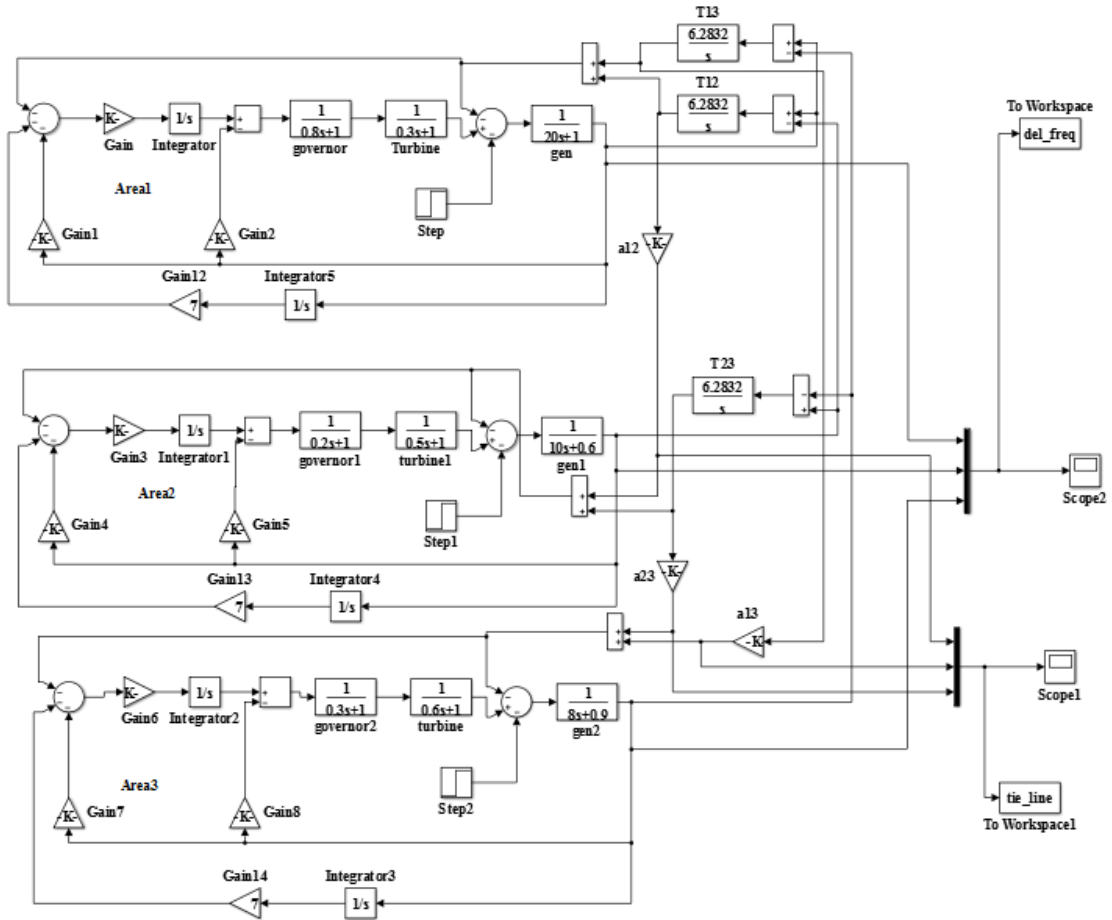 T13
6.2832
s
+
−
+
+
T12
6.2832
s
+
−
To Workspace
del_freq
K-
Gain
1/s
Integrator
+
−
1
0.8s+1
governor
1
0.3s+1
Turbine
−
+
−
1
20s+1
gen
Area1
Step
-K-
Gain1
-K-
Gain2
-K-
a12
Gain12
7
Integrator5
1/s
T23
6.2832
s
−
+
K-
Gain3
1/s
Integrator1
+
−
1
0.2s+1
governor1
1
0.5s+1
turbine1
−
+
−
1
10s+0.6
gen1
Scope2
Area2
+
+
-K-
Gain4
-K-
Gain5
Step1
Gain13
7
Integrator4
1/s
a23
-K-
a13
-K
+
+
Scope1
K-
Gain6
1/s
Integrator2
+
−
1
0.3s+1
governor2
1
0.6s+1
turbine
−
+
−
1
8s+0.9
gen2
Area3
Step2
tie_line
To Workspace1
-K-
Gain7
-K-
Gain8
Gain14
7
Integrator3
1/s